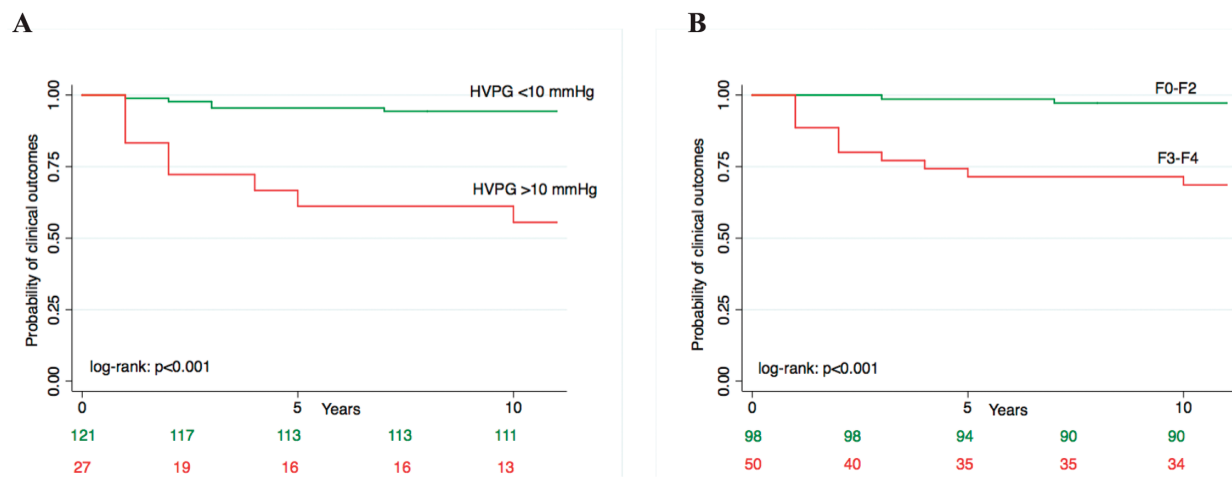 A
Probability of clinical outcomes
1.00
0.75
0.50
0.25
0.00
HVPG <10 mmHg
HVPG >10 mmHg
log-rank: p<0.001
0 5 Years 10
121 117 113 113 111
27 19 16 16 13
B
Probability of clinical outcomes
1.00
0.75
0.50
0.25
0.00
F0-F2
F3-F4
log-rank: p<0.001
0 5 Years 10
98 98 94 90 90
50 40 35 35 34